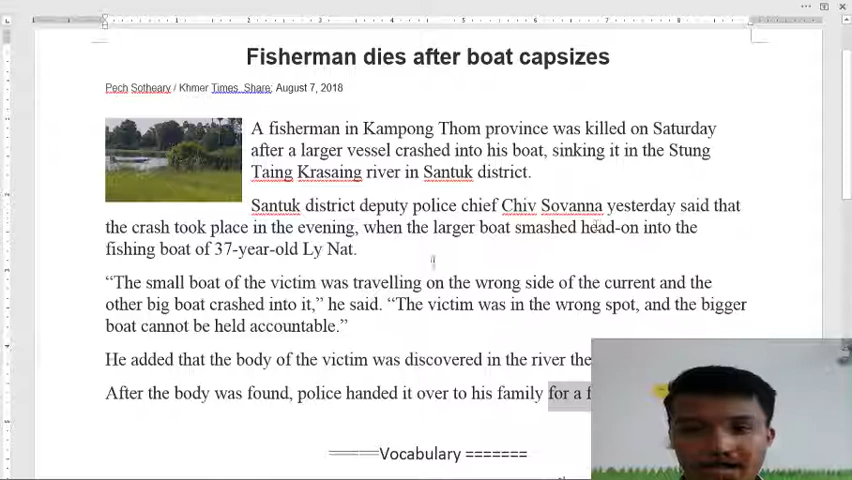 Fisherman dies after boat capsizes
Pech Sotheary / Khmer Times Share: August 7, 2018
A fisherman in Kampong Thom province was killed on Saturday
after a larger vessel crashed into his boat, sinking it in the Stung
Taing Krasaing river in Santuk district.
Santuk district deputy police chief Chiv Sovanna yesterday said that
the crash took place in the evening, when the larger boat smashed head-on into the
fishing boat of 37-year-old Ly Nat.
“The small boat of the victim was travelling on the wrong side of the current and the
other big boat crashed into it,” he said. “The victim was in the wrong spot, and the bigger
boat cannot be held accountable.”
He added that the body of the victim was discovered in the river the
After the body was found, police handed it over to his family for a f
=====Vocabulary =======